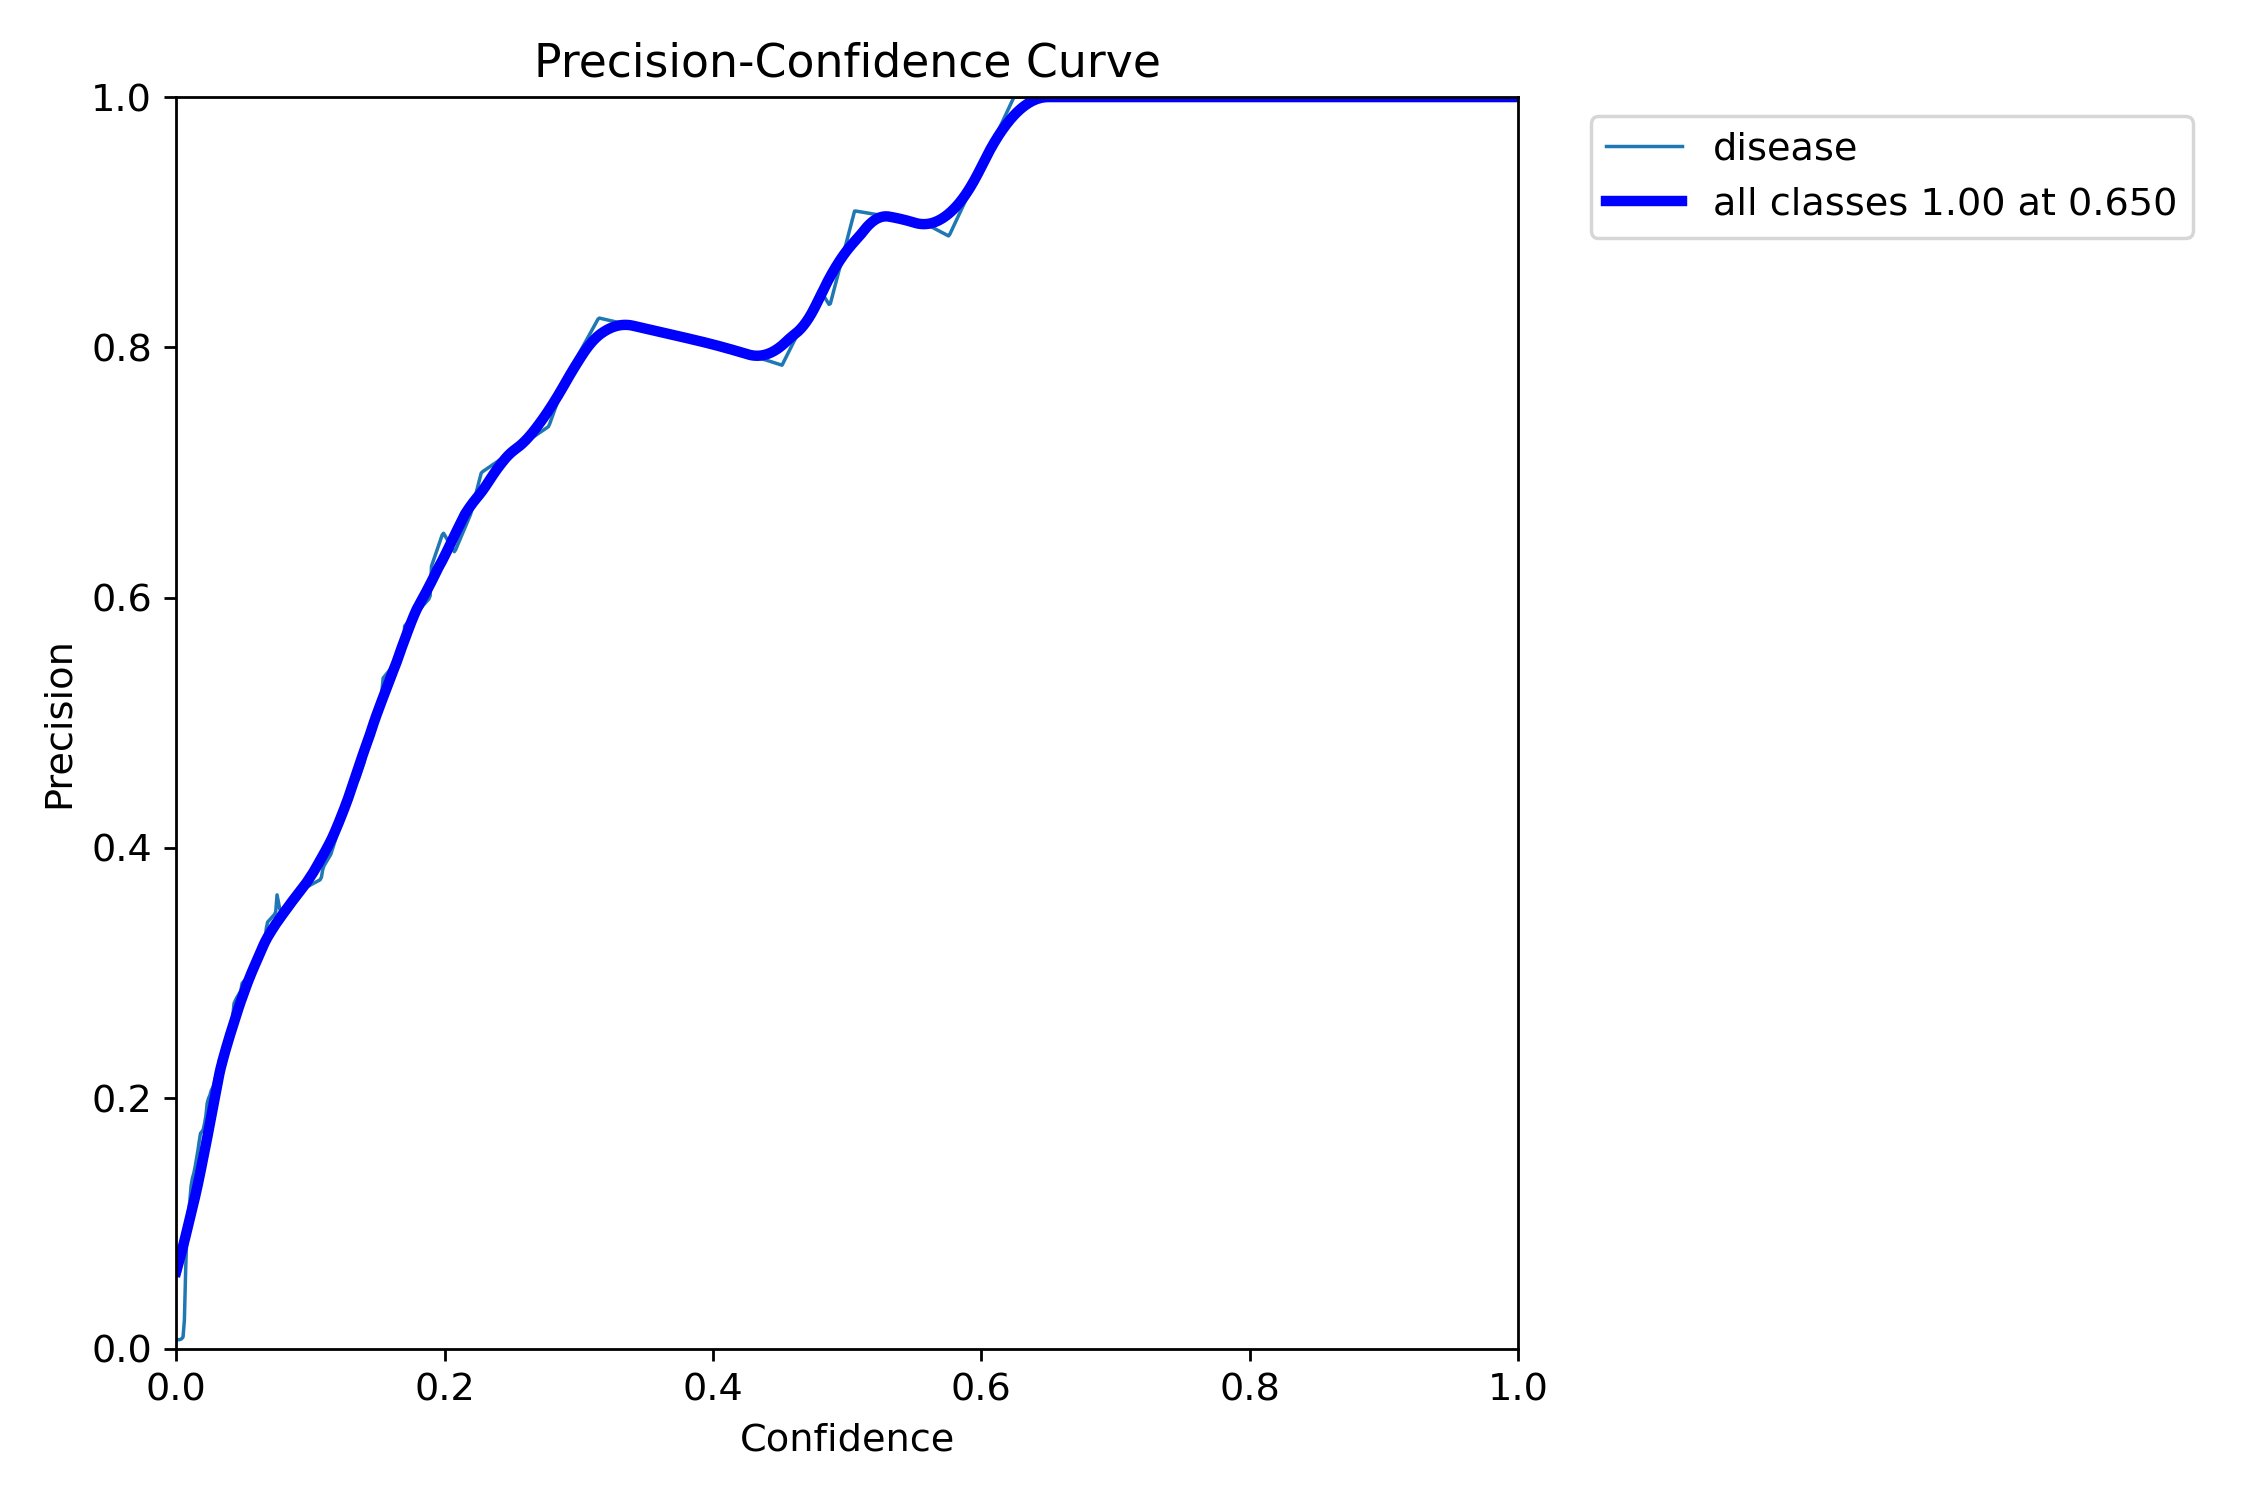 Precision-Confidence Curve
1.0
0.8
0.6
0.4
0.2
0.0
Precision
0.0 0.2 0.4 0.6 0.8 1.0
Confidence
disease
all classes 1.00 at 0.650